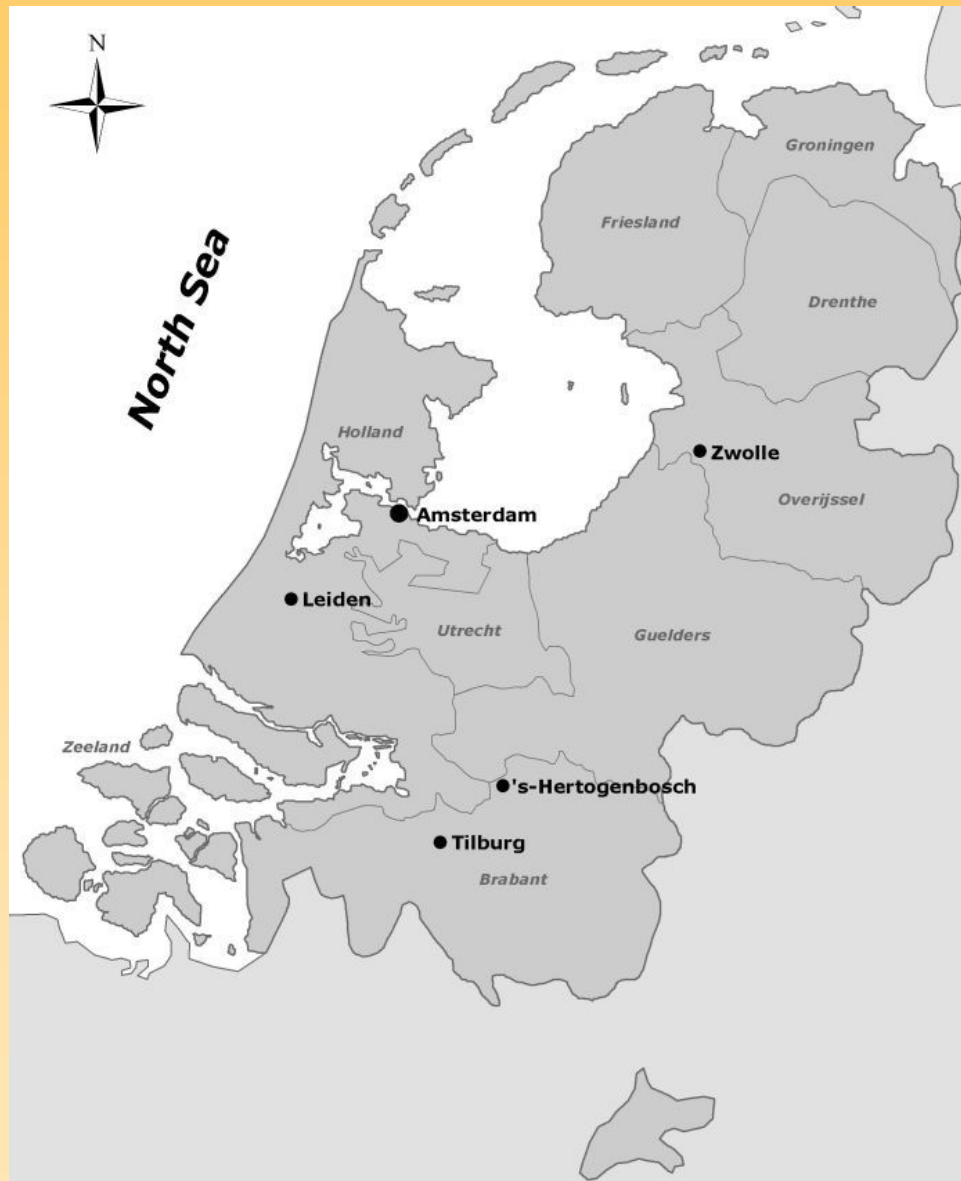 N
Groningen
Friesland
Drenthe
North Sea
Holland
Zwolle
Overijssel
Amsterdam
Leiden
Utrecht
Guelders
Zeeland
's-Hertogenbosch
Tilburg
Brabant